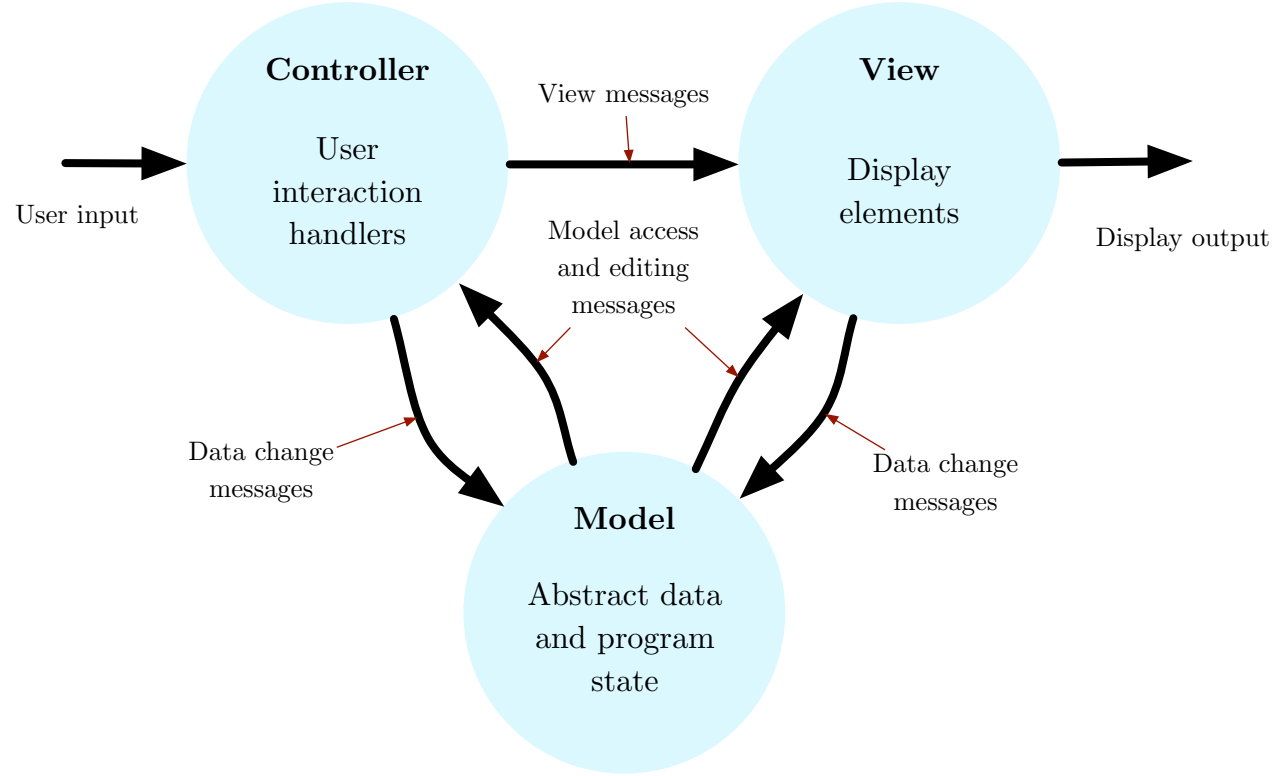 Controller
User
interaction
handlers
View messages
View
Display
elements
User input
Display output
Model access
and editing
messages
Data change
messages
Data change
messages
Model
Abstract data
and program
state